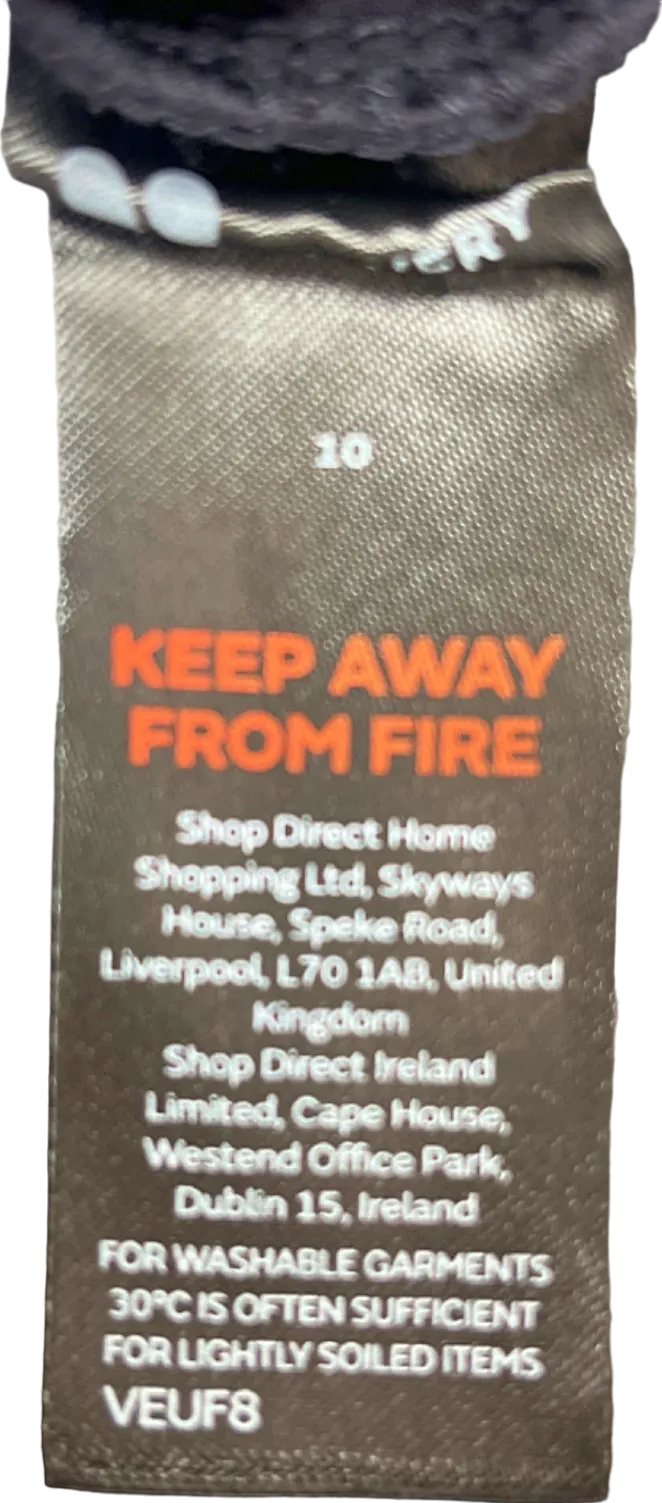 10
KEEP AWAY
FROM FIRE
Shop Direct Home
Shopping Ltd, Skyways
House, Speke Road,
Liverpool, L70 1AB, United
Kingdom
Shop Direct Ireland
Limited, Cape House,
Westend Office Park,
Dublin 15, Ireland
FOR WASHABLE GARMENTS
30°C IS OFTEN SUFFICIENT
FOR LIGHTLY SOILED ITEMS
VEUF8